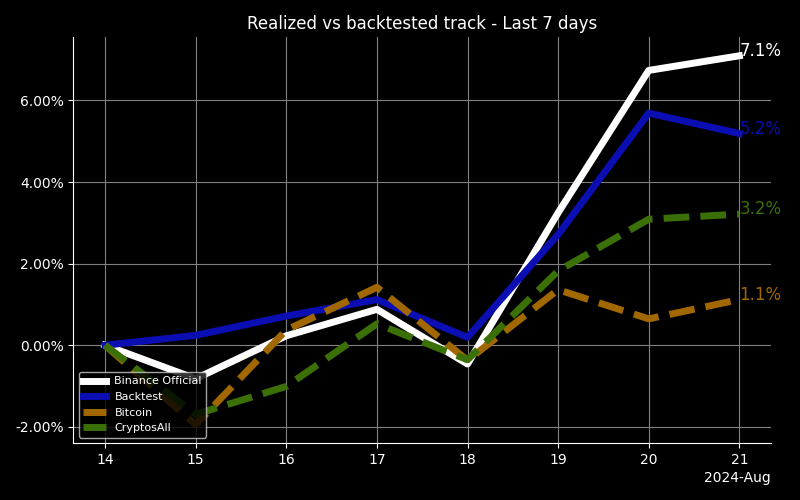 Realized vs backtested track - Last 7 days
7.1%
6.00%
5.2%
4.00%
3.2%
2.00%
1.1%
0.00%
Binance Official
Backtest
Bitcoin
CryptosAll
-2.00%
14 15 16 17 18 19 20 21
2024-Aug